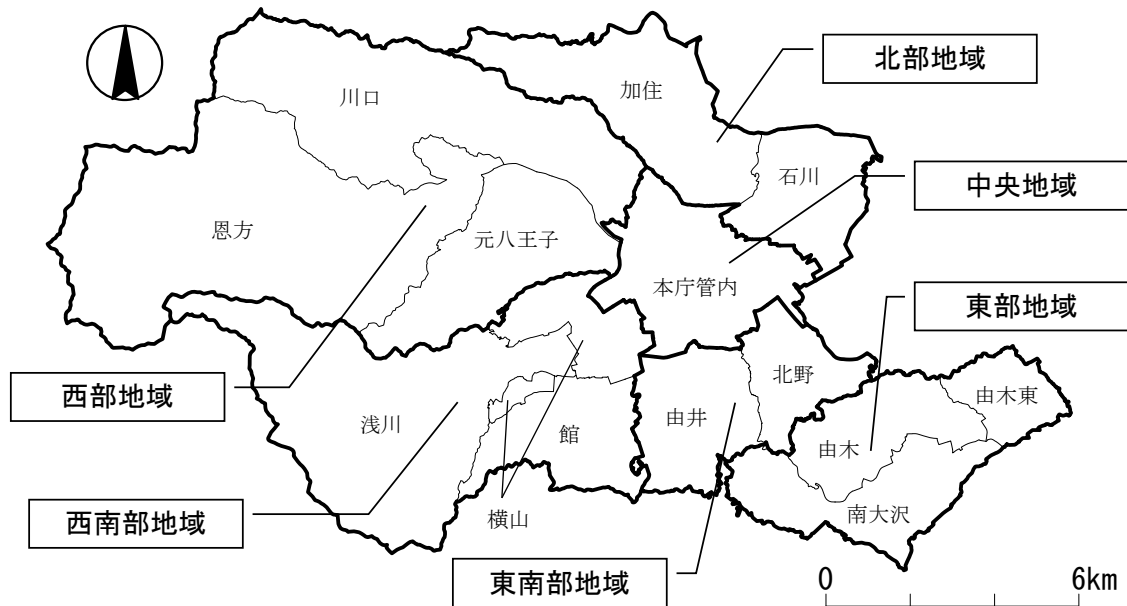 北部地域
加住
川口
石川
中央地域
恩方
元八王子
本庁管内
東部地域
西部地域
浅川
館
由井
北野
由木東
由木
南大沢
横山
西南部地域
東南部地域
0 6km